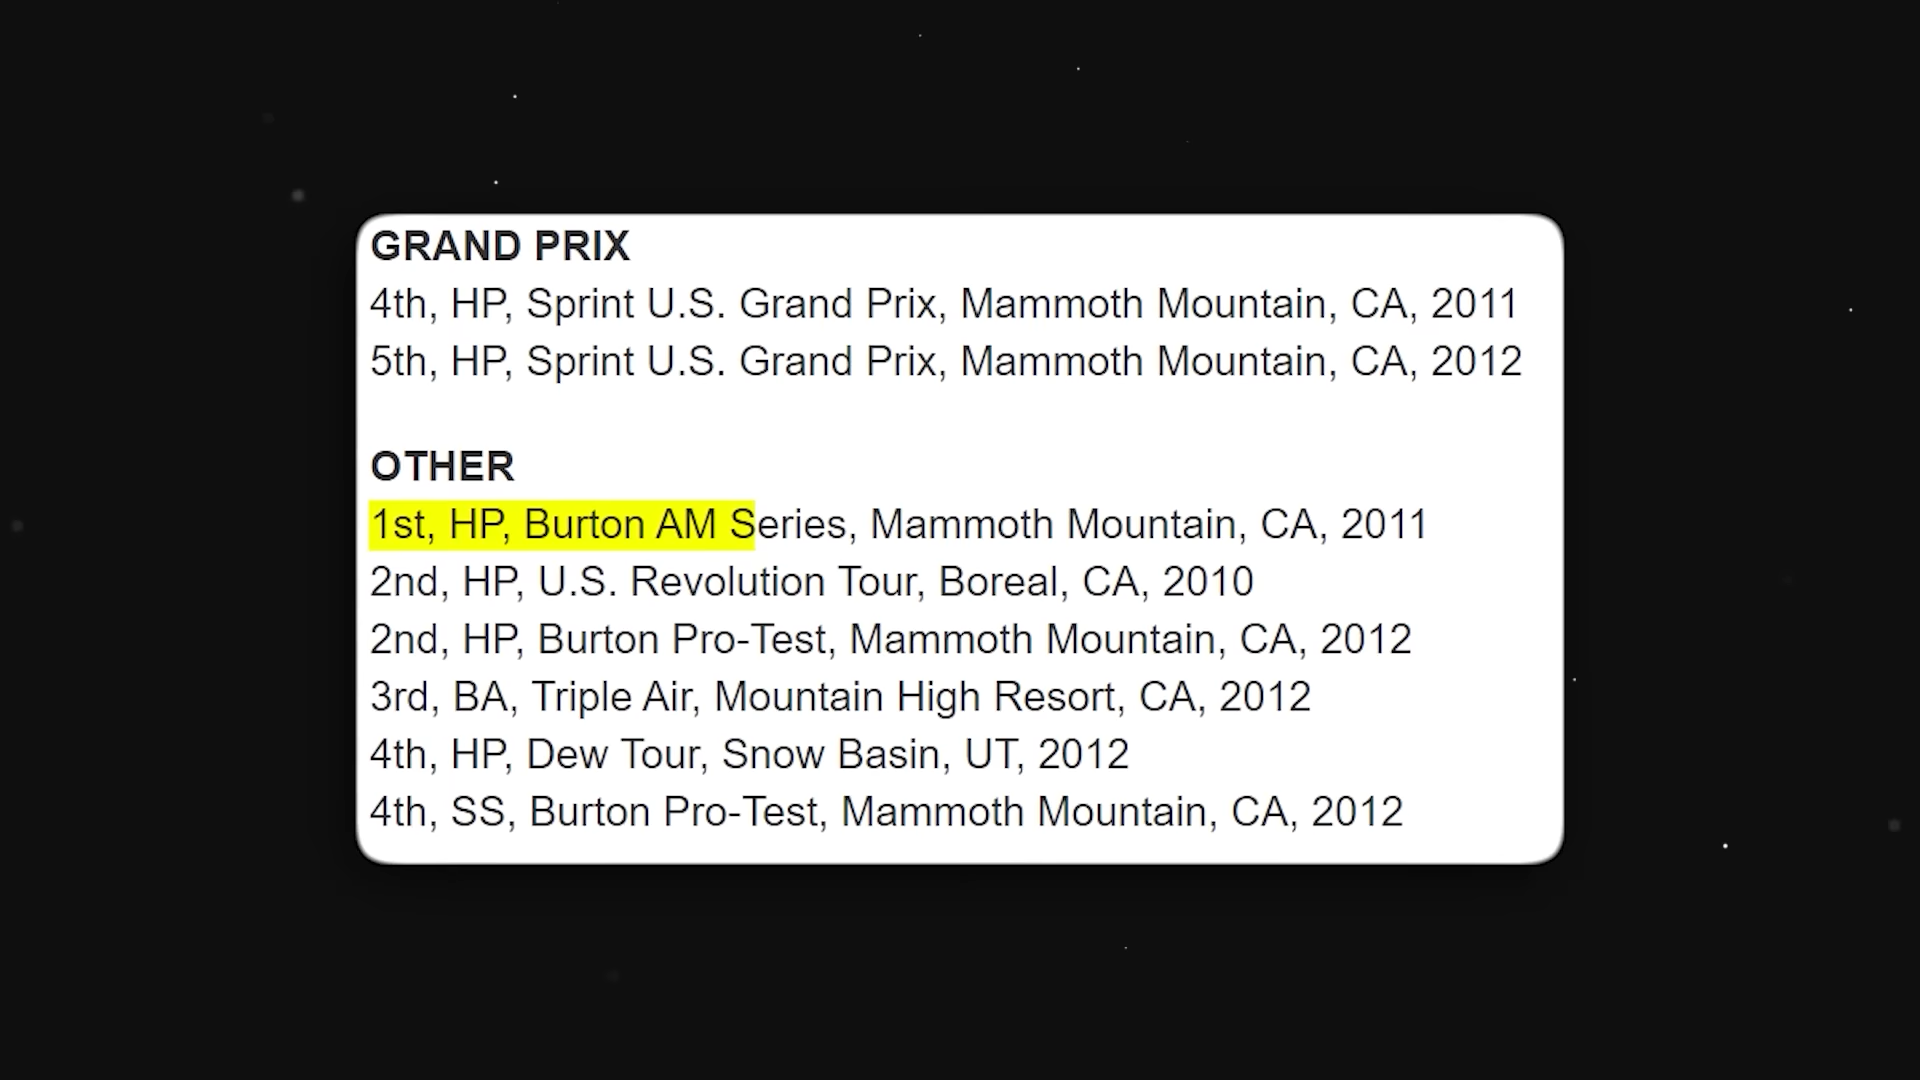 GRAND PRIX
4th, HP, Sprint U.S. Grand Prix, Mammoth Mountain, CA, 2011
5th, HP, Sprint U.S. Grand Prix, Mammoth Mountain, CA, 2012
OTHER
1st, HP, Burton AM Series, Mammoth Mountain, CA, 2011
2nd, HP, U.S. Revolution Tour, Boreal, CA, 2010
2nd, HP, Burton Pro-Test, Mammoth Mountain, CA, 2012
3rd, BA, Triple Air, Mountain High Resort, CA, 2012
4th, HP, Dew Tour, Snow Basin, UT, 2012
4th, SS, Burton Pro-Test, Mammoth Mountain, CA, 2012